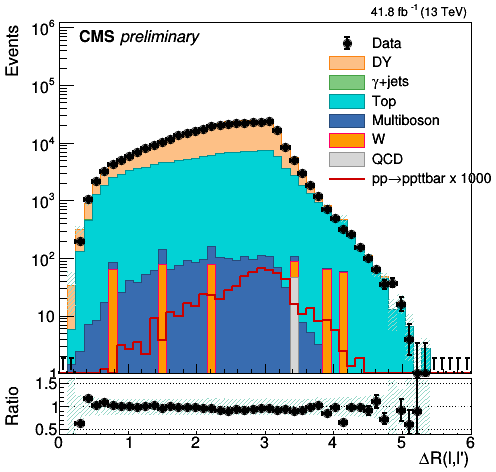 41.8 fb⁻¹ (13 TeV)
CMS preliminary
Events
10⁶
10⁵
10⁴
10³
10²
10
1
Data
DY
γ+jets
Top
Multiboson
W
QCD
pp→ppttbar x 1000
Ratio
1.5
1
0.5
0 1 2 3 4 5 6
ΔR(l,l')